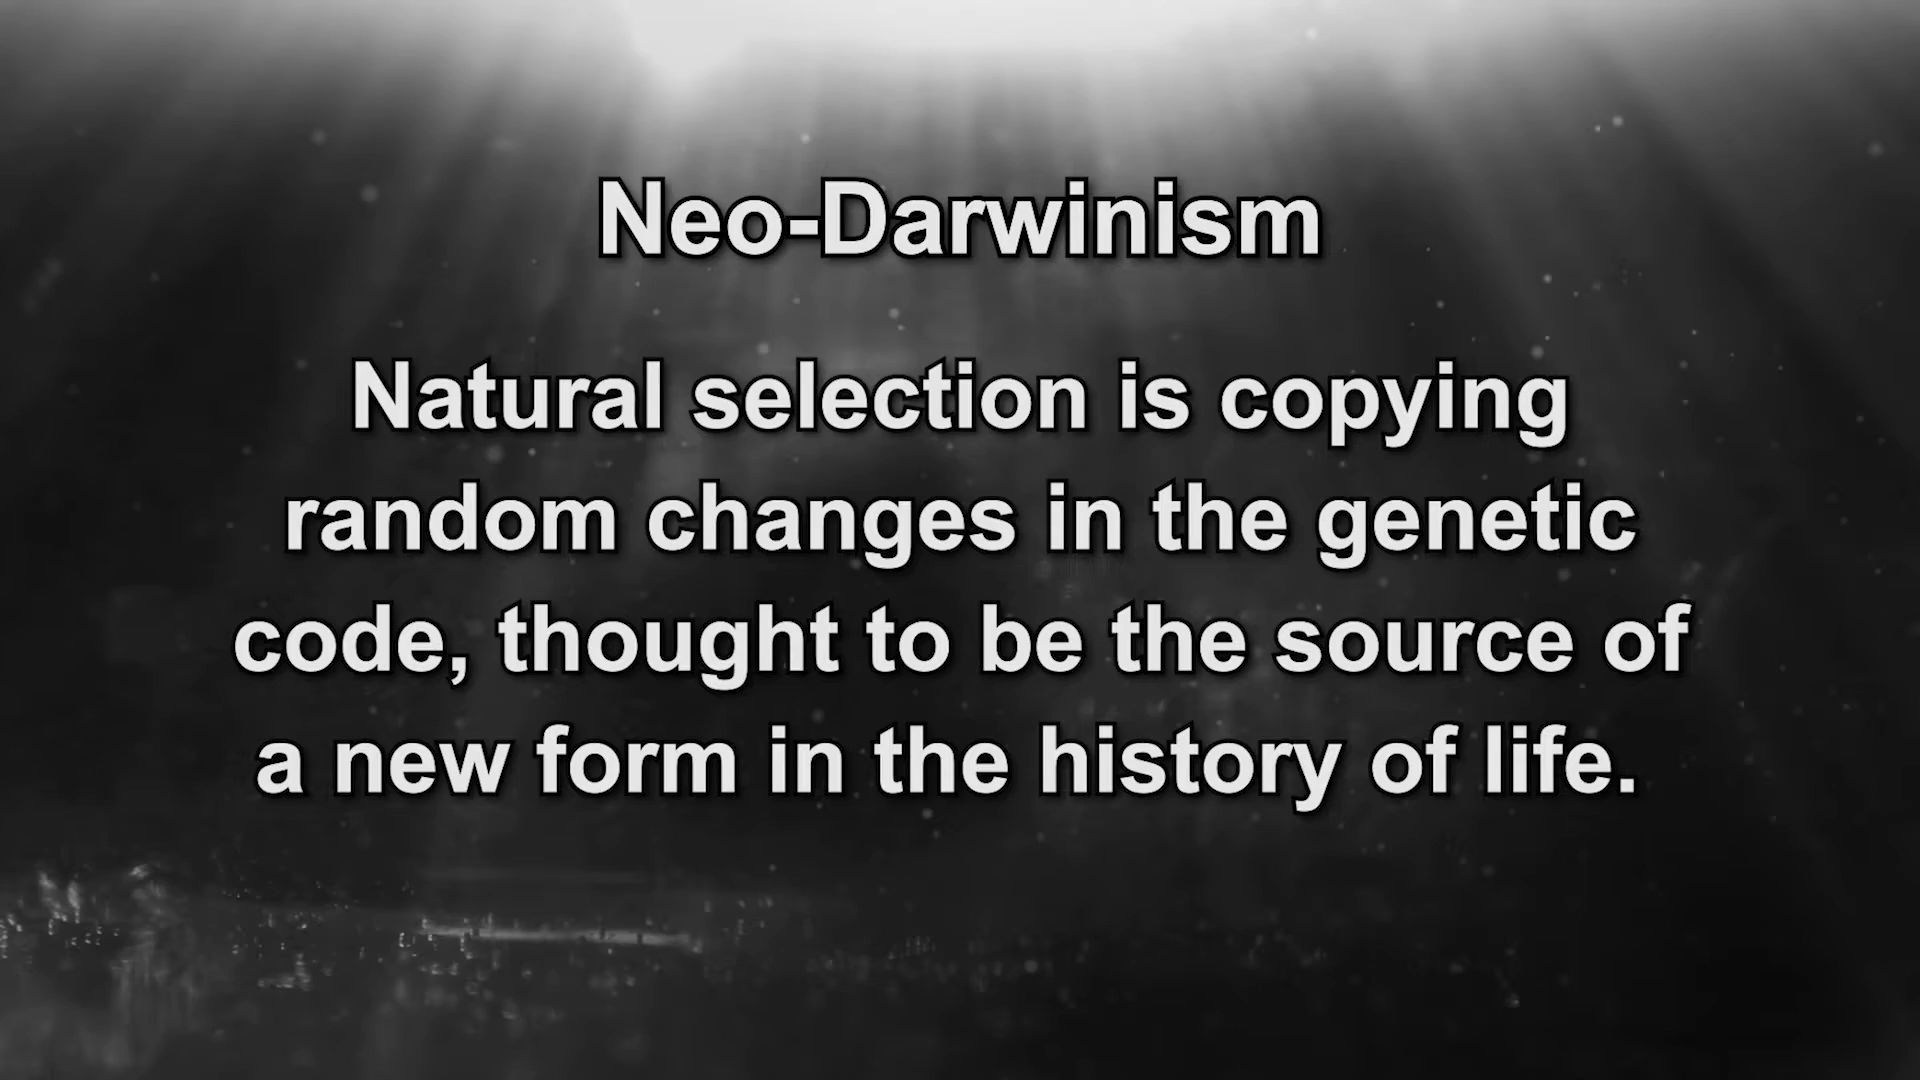 Neo-Darwinism
Natural selection is copying
random changes in the genetic
code, thought to be the source of
a new form in the history of life.